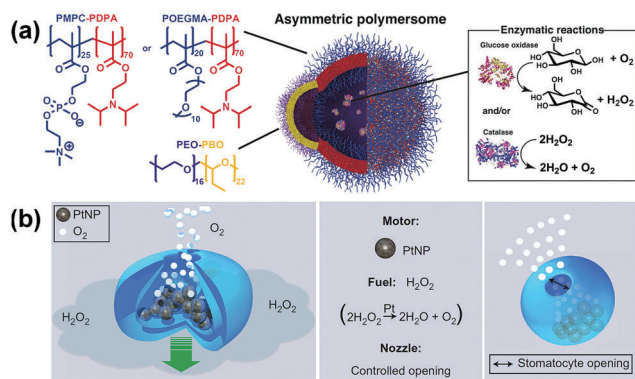 (a)
PMPC-PDPA
or
POEGMA-PDPA
Asymmetric polymersome
25
70
20
70
10
PEO-PBO
16
22
Enzymatic reactions
Glucose oxidase
+ O2
+ H2O2
and/or
Catalase
2H2O2
2H2O + O2
(b)
PtNP
O2
O2
H2O2
H2O2
Motor:
PtNP
Fuel: H2O2
(2H2O2 Pt→ 2H2O + O2)
Nozzle:
Controlled opening
↔ Stomatocyte opening